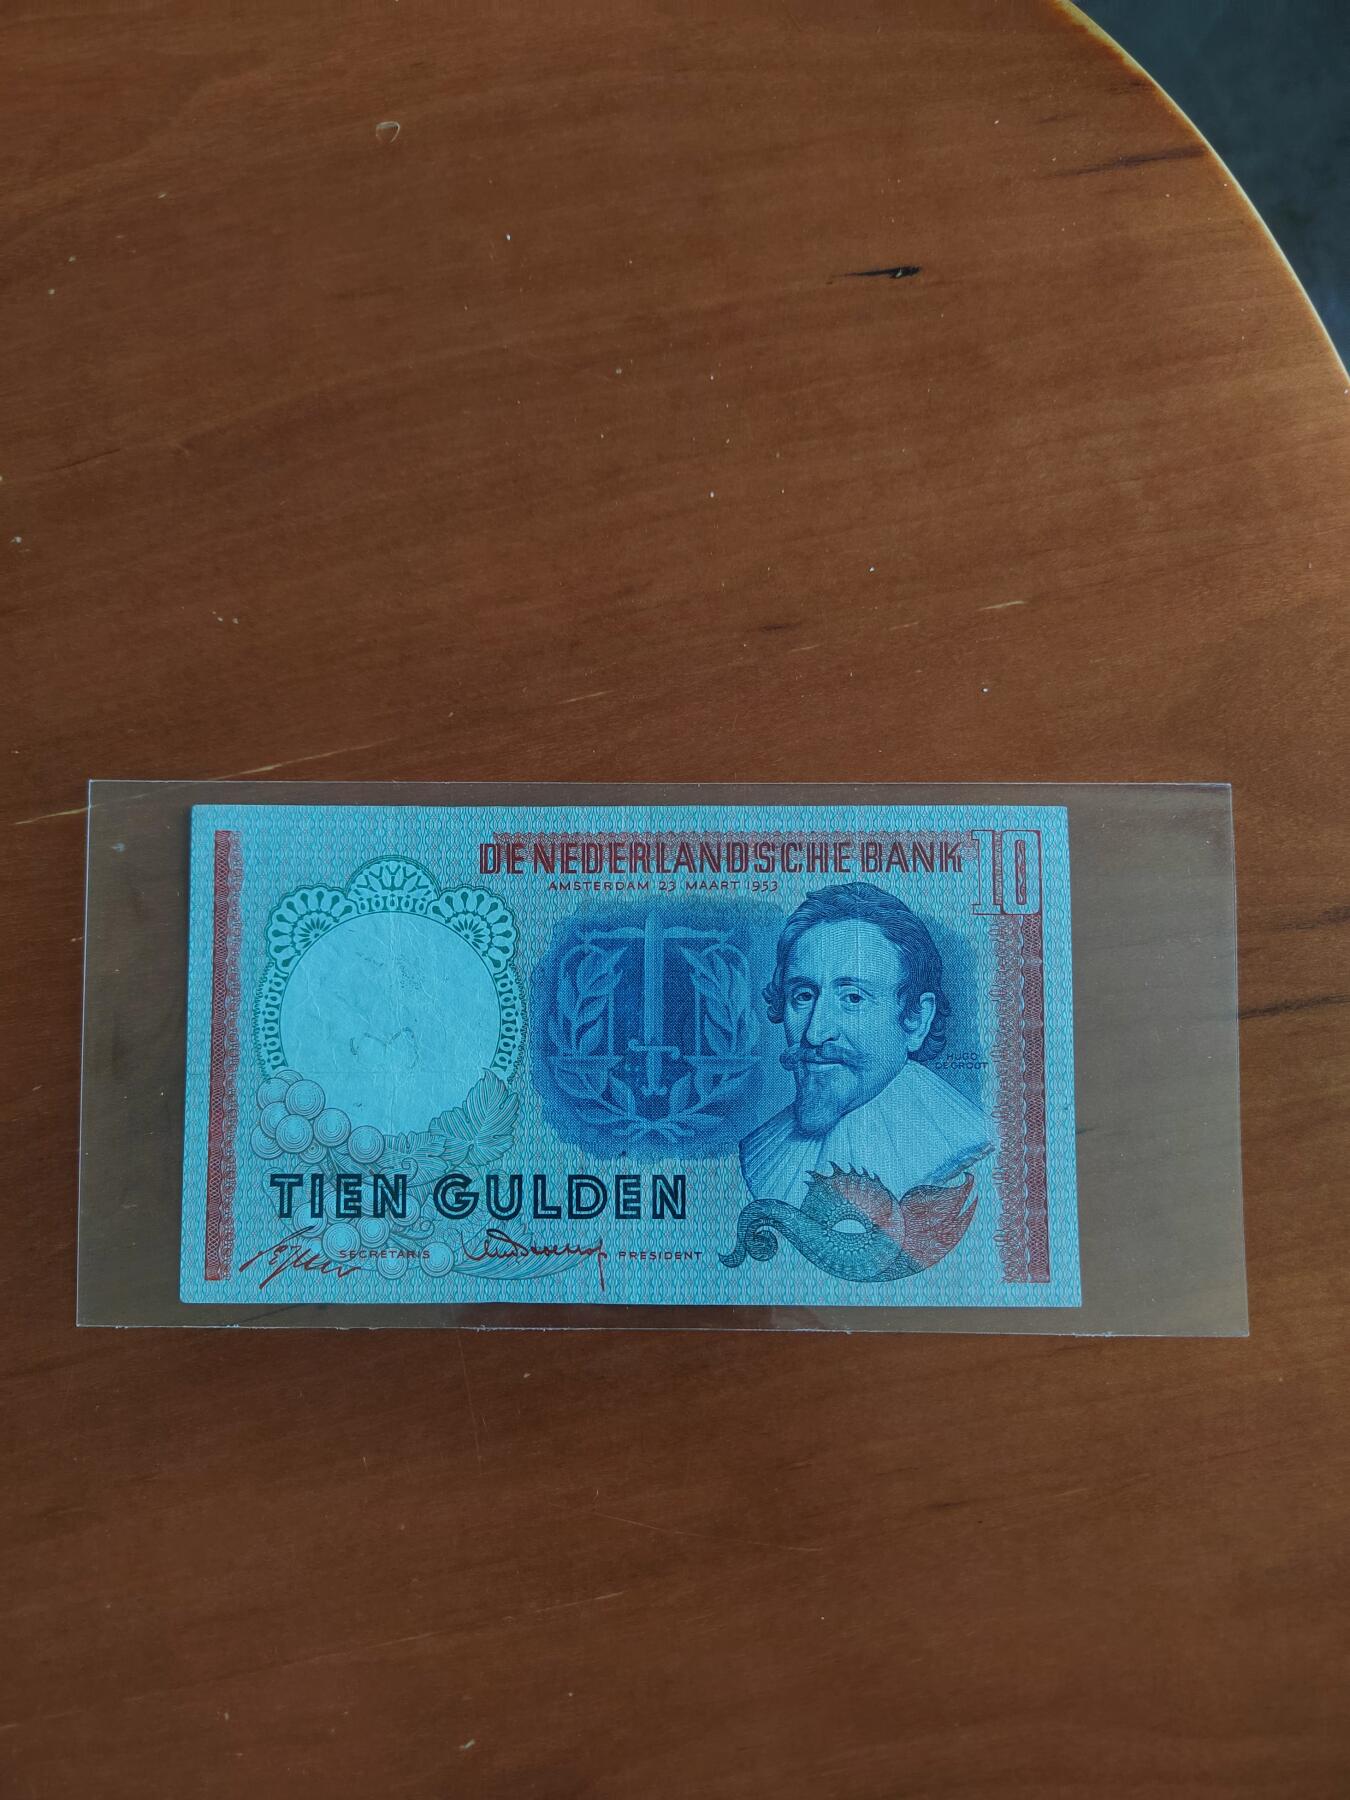 DE NEDERLANDSCHE BANK 10
AMSTERDAM 23 MAART 1953
HUGO
DE GROOT
TIEN GULDEN
SECRETARIS PRESIDENT